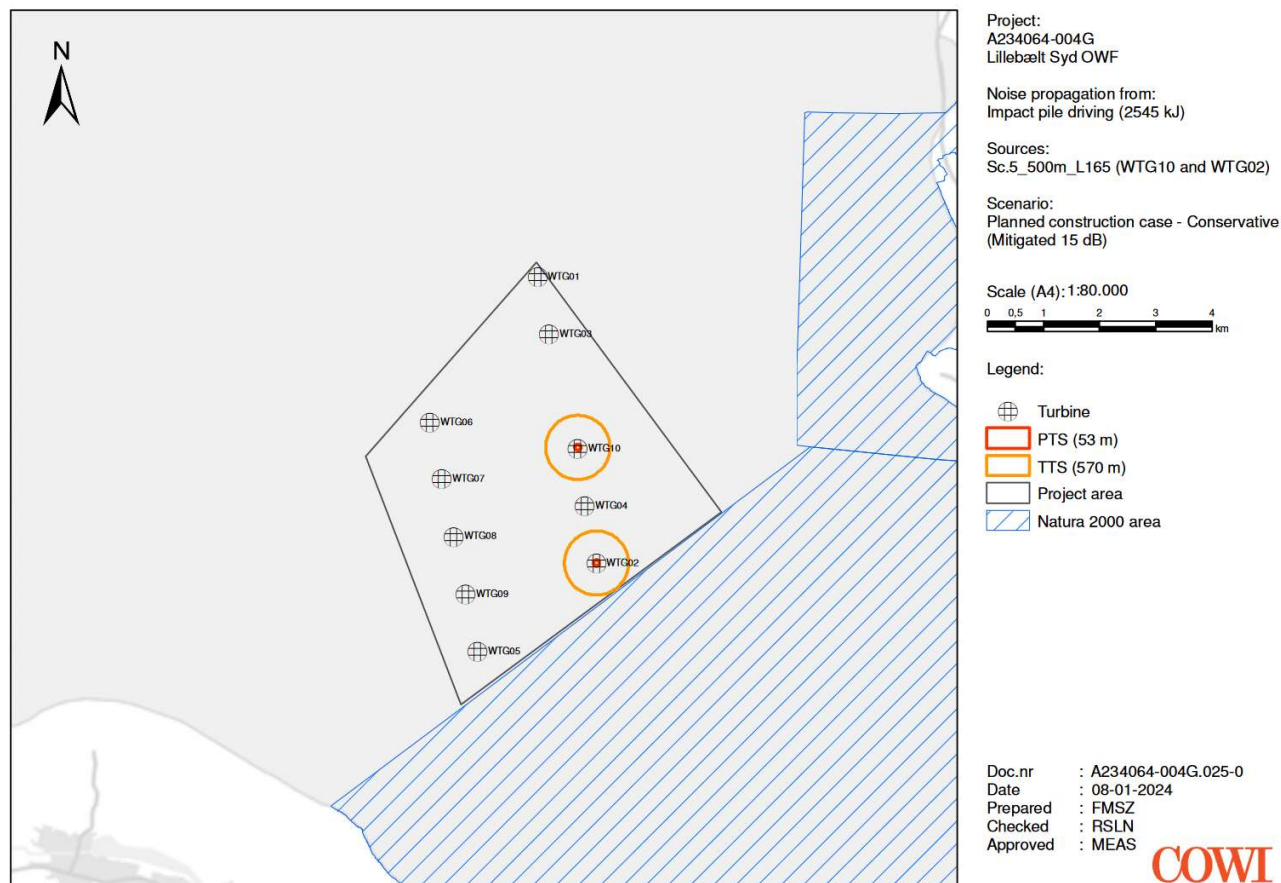 N
WTG01
WTG03
WTG06
WTG10
WTG07
WTG04
WTG08
WTG02
WTG09
WTG05
Project:
A234064-004G
Lillebælt Syd OWF
Noise propagation from:
Impact pile driving (2545 kJ)
Sources:
Sc.5_500m_L165 (WTG10 and WTG02)
Scenario:
Planned construction case - Conservative
(Mitigated 15 dB)
Scale (A4): 1:80.000
0 0,5 1 2 3 4
km
Legend:
Turbine
PTS (53 m)
TTS (570 m)
Project area
Natura 2000 area
Doc.nr : A234064-004G.025-0
Date : 08-01-2024
Prepared : FMSZ
Checked : RSLN
Approved : MEAS
COWI